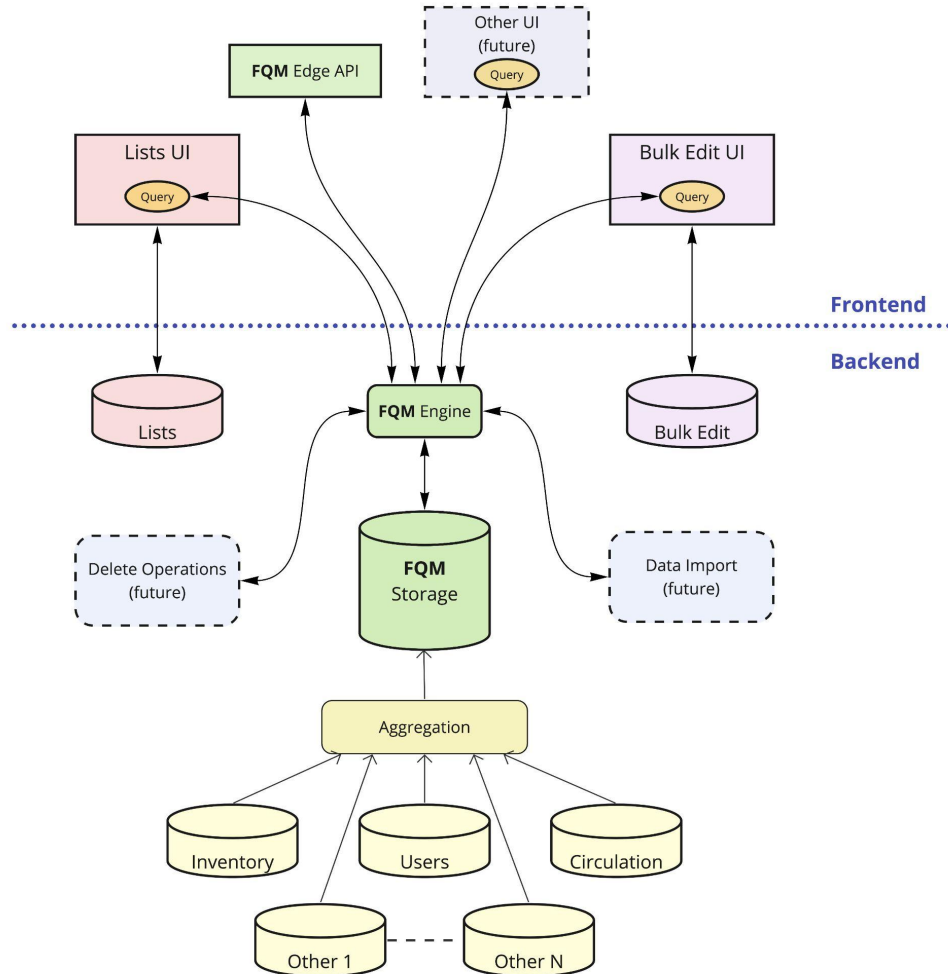 Other UI
(future)
Query
FQM Edge API
Lists UI
Query
Bulk Edit UI
Query
Frontend
Backend
Lists
FQM Engine
Bulk Edit
Delete Operations
(future)
FQM
Storage
Data Import
(future)
Aggregation
Inventory
Users
Circulation
Other 1
Other N